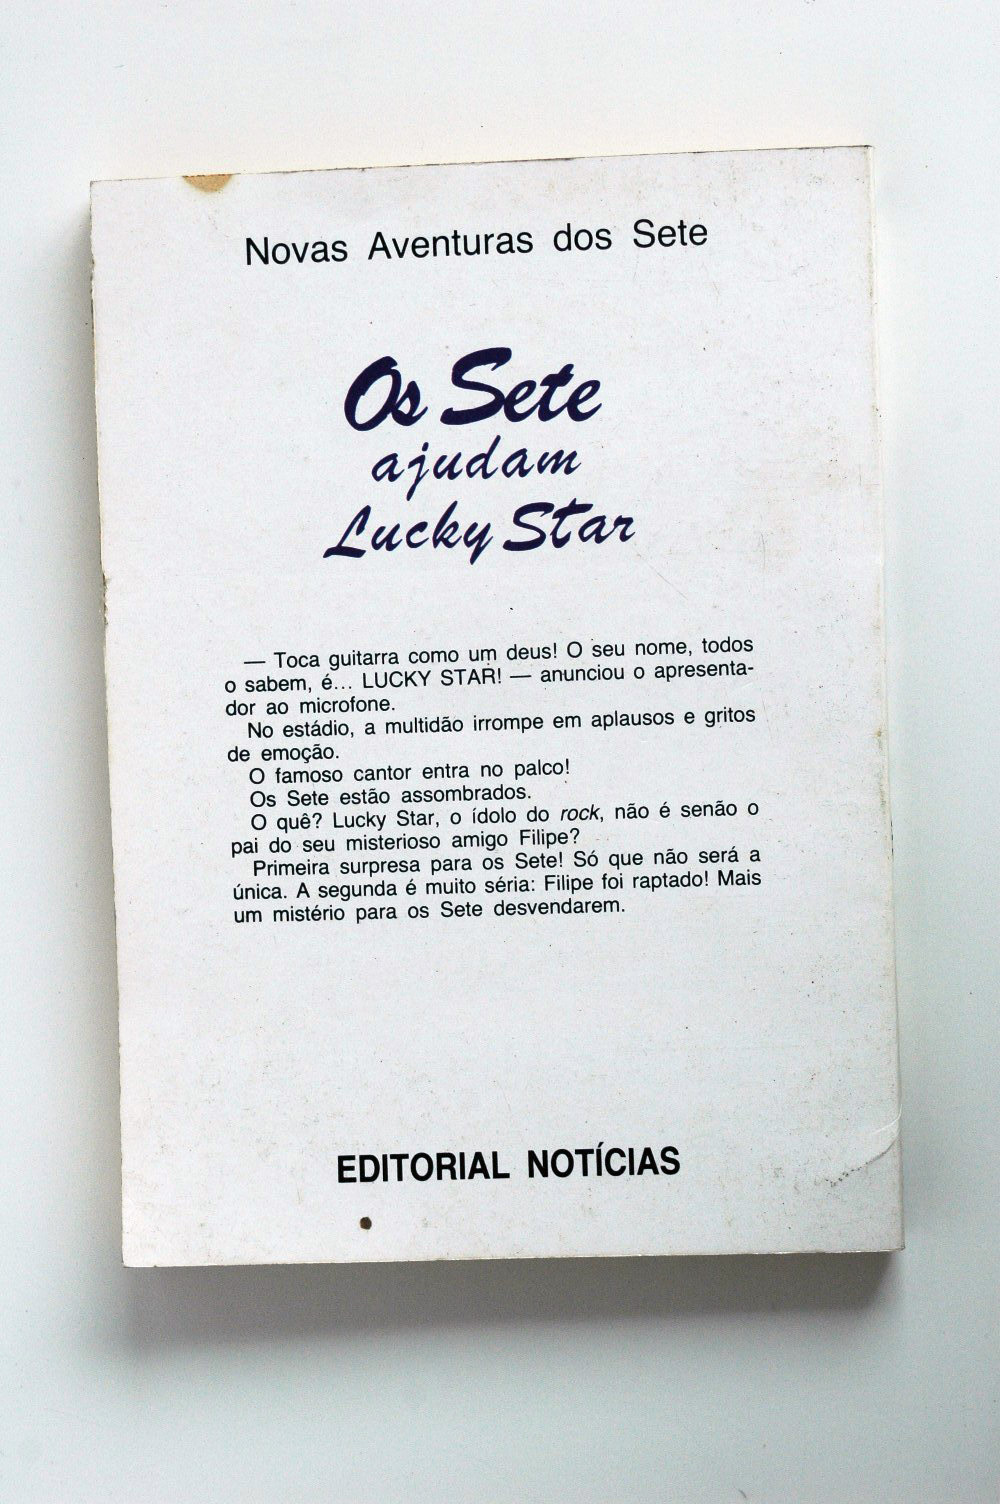 Novas Aventuras dos Sete
Os Sete
ajudam
Lucky Star
— Toca guitarra como um deus! O seu nome, todos
o sabem, é... LUCKY STAR! — anunciou o apresenta-
dor ao microfone.
No estádio, a multidão irrompe em aplausos e gritos
de emoção.
O famoso cantor entra no palco!
Os Sete estão assombrados.
O quê? Lucky Star, o ídolo do rock, não é senão o
pai do seu misterioso amigo Filipe?
Primeira surpresa para os Sete! Só que não será a
única. A segunda é muito séria: Filipe foi raptado! Mais
um mistério para os Sete desvendarem.
EDITORIAL NOTÍCIAS